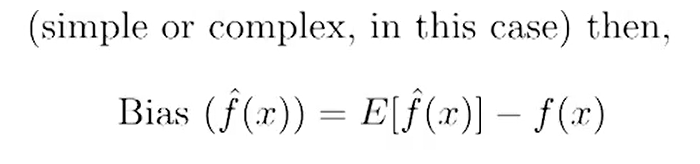 (simple or complex, in this case) then,
Bias (f̂(x)) = E[f̂(x)] − f(x)